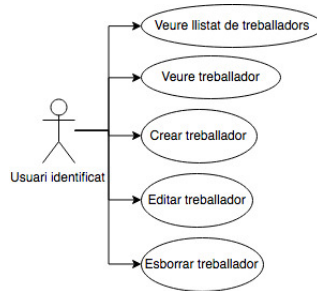 Veure llistat de treballadors
Veure treballador
Crear treballador
Usuari identificat
Editar treballador
Esborrar treballador